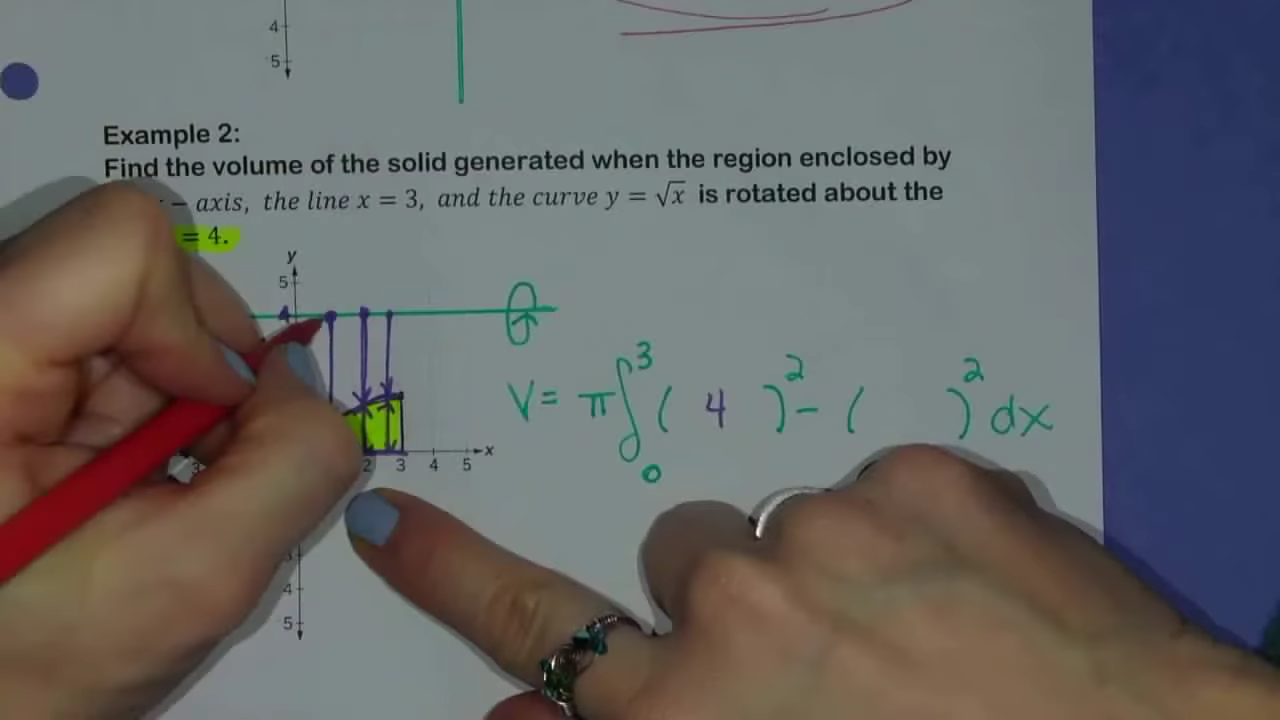 4
5
Example 2:
Find the volume of the solid generated when the region enclosed by
– axis, the line x = 3, and the curve y = √x is rotated about the
= 4.
y
5
4
V = π∫₀³ ( 4 )² – ( )² dx
x
2 3 4 5
3
4
5